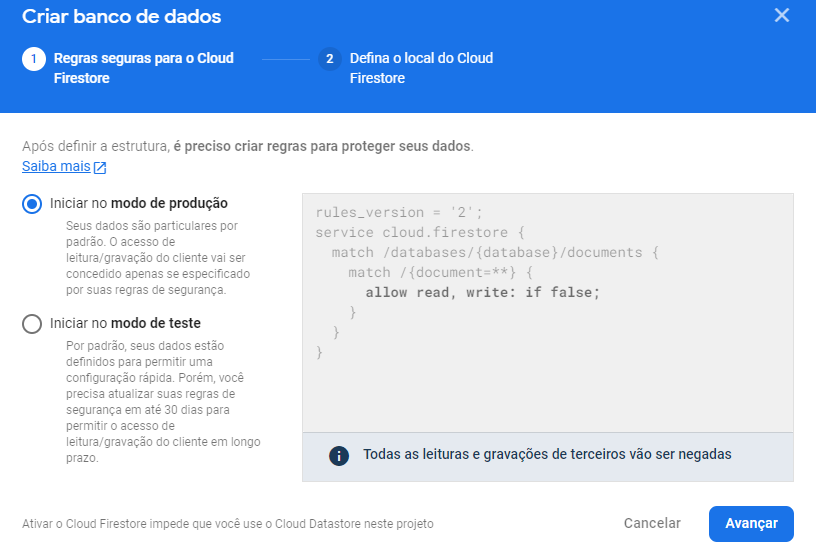 Criar banco de dados
1 Regras seguras para o Cloud
Firestore
2 Defina o local do Cloud
Firestore
Após definir a estrutura, é preciso criar regras para proteger seus dados.
Saiba mais
Iniciar no modo de produção
Seus dados são particulares por
padrão. O acesso de
leitura/gravação do cliente vai ser
concedido apenas se especificado
por suas regras de segurança.
Iniciar no modo de teste
Por padrão, seus dados estão
definidos para permitir uma
configuração rápida. Porém, você
precisa atualizar suas regras de
segurança em até 30 dias para
permitir o acesso de
leitura/gravação do cliente em longo
prazo.
rules_version = '2';
service cloud.firestore {
  match /databases/{database}/documents {
    match /{document=**} {
      allow read, write: if false;
    }
  }
}
Todas as leituras e gravações de terceiros vão ser negadas
Ativar o Cloud Firestore impede que você use o Cloud Datastore neste projeto
Cancelar
Avançar